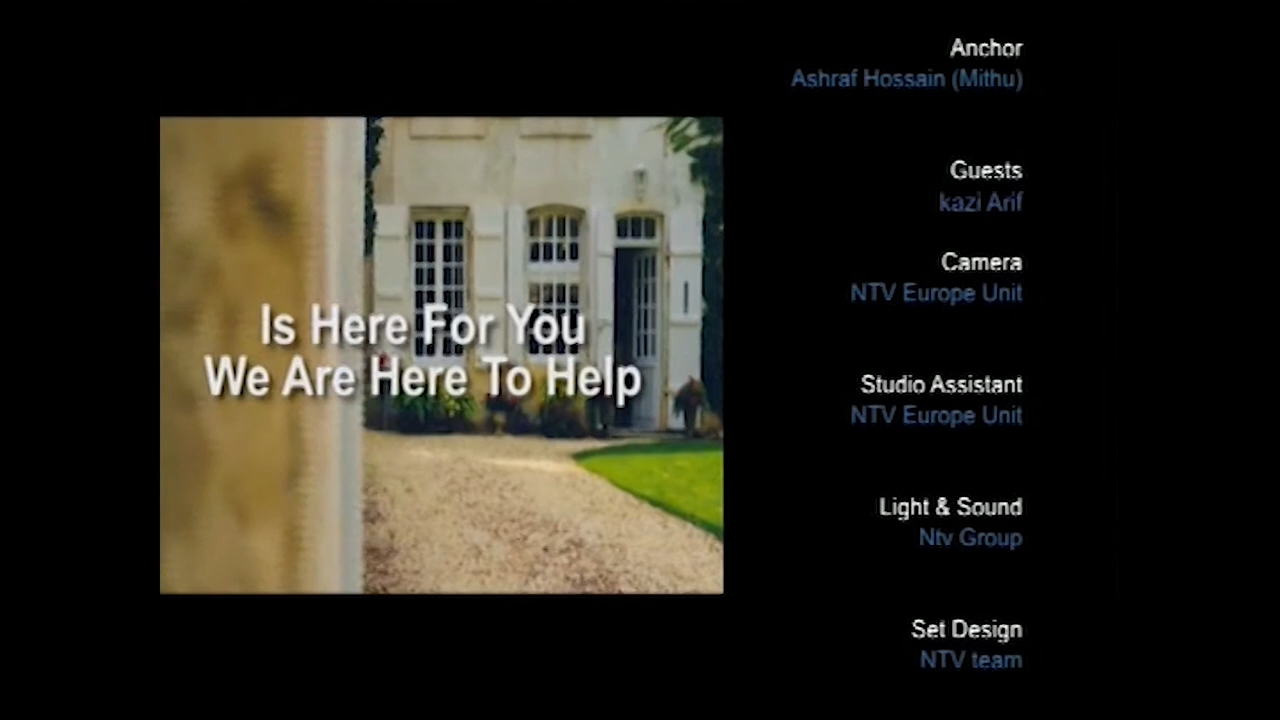 Is Here For You
We Are Here To Help
Anchor
Ashraf Hossain (Mithu)
Guests
kazi Arif
Camera
NTV Europe Unit
Studio Assistant
NTV Europe Unit
Light & Sound
Ntv Group
Set Design
NTV team